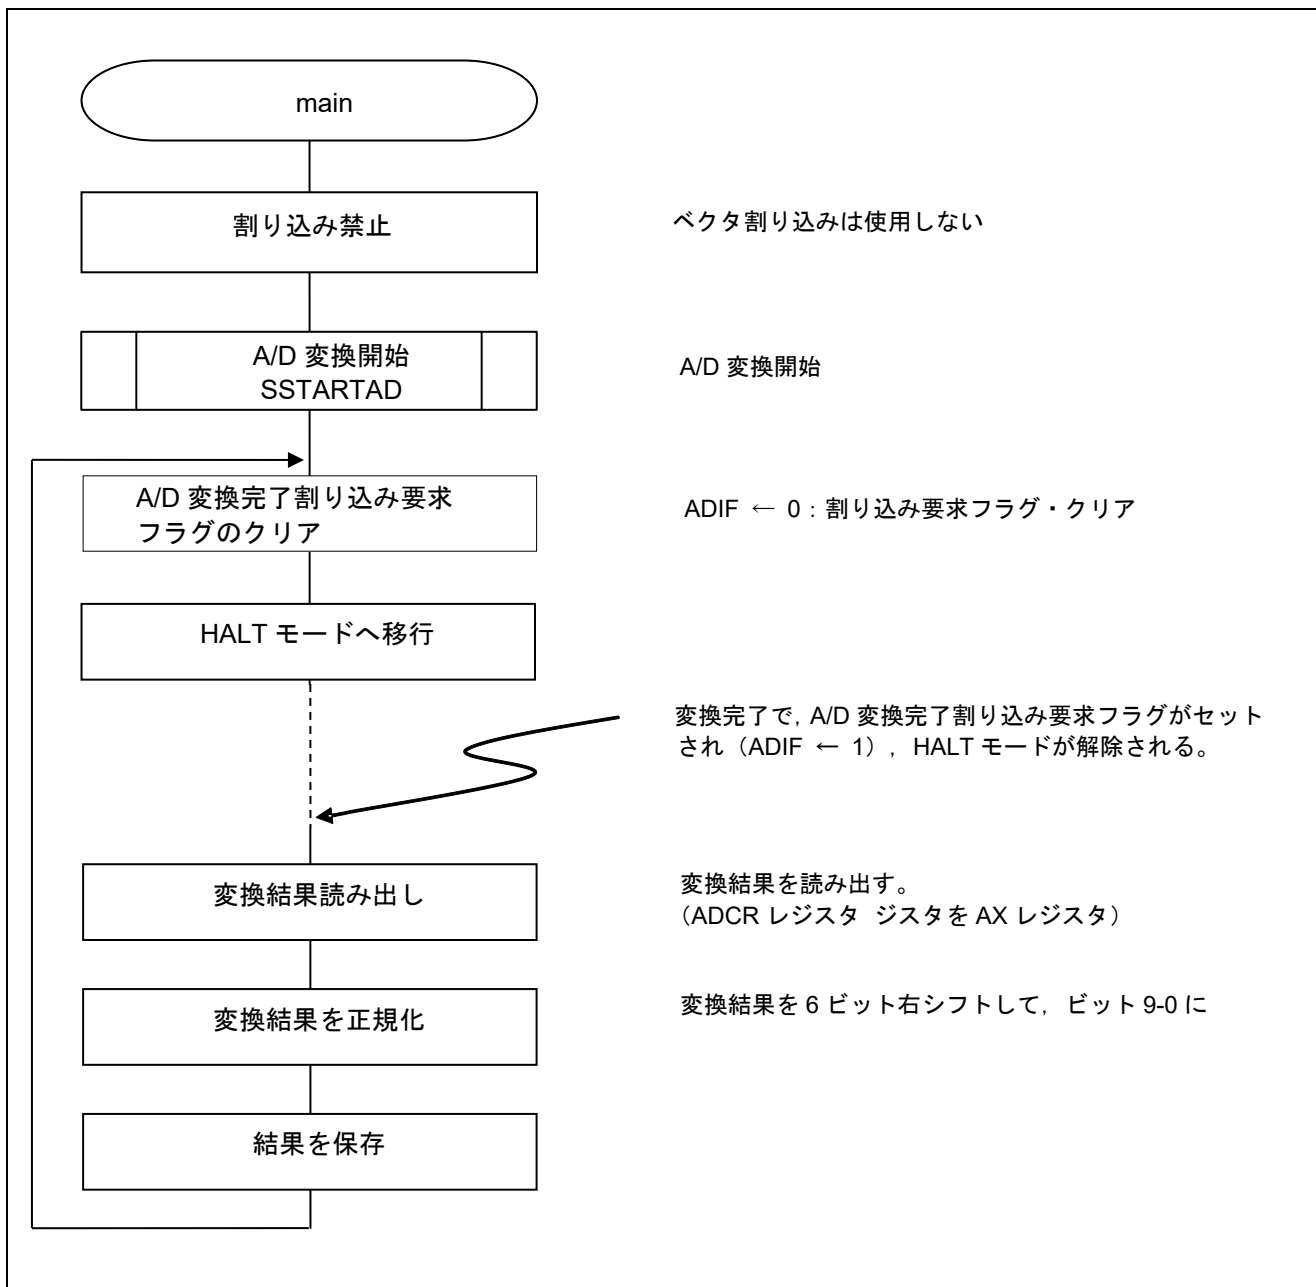 main
割り込み禁止
ベクタ割り込みは使用しない
A/D 変換開始
SSTARTAD
A/D 変換開始
A/D 変換完了割り込み要求
フラグのクリア
ADIF ← 0：割り込み要求フラグ・クリア
HALT モードへ移行
変換完了で，A/D 変換完了割り込み要求フラグがセット
され（ADIF ← 1），HALT モードが解除される。
変換結果読み出し
変換結果を読み出す。
（ADCR レジスタ ジスタを AX レジスタ）
変換結果を正規化
変換結果を 6 ビット右シフトして，ビット 9-0 に
結果を保存